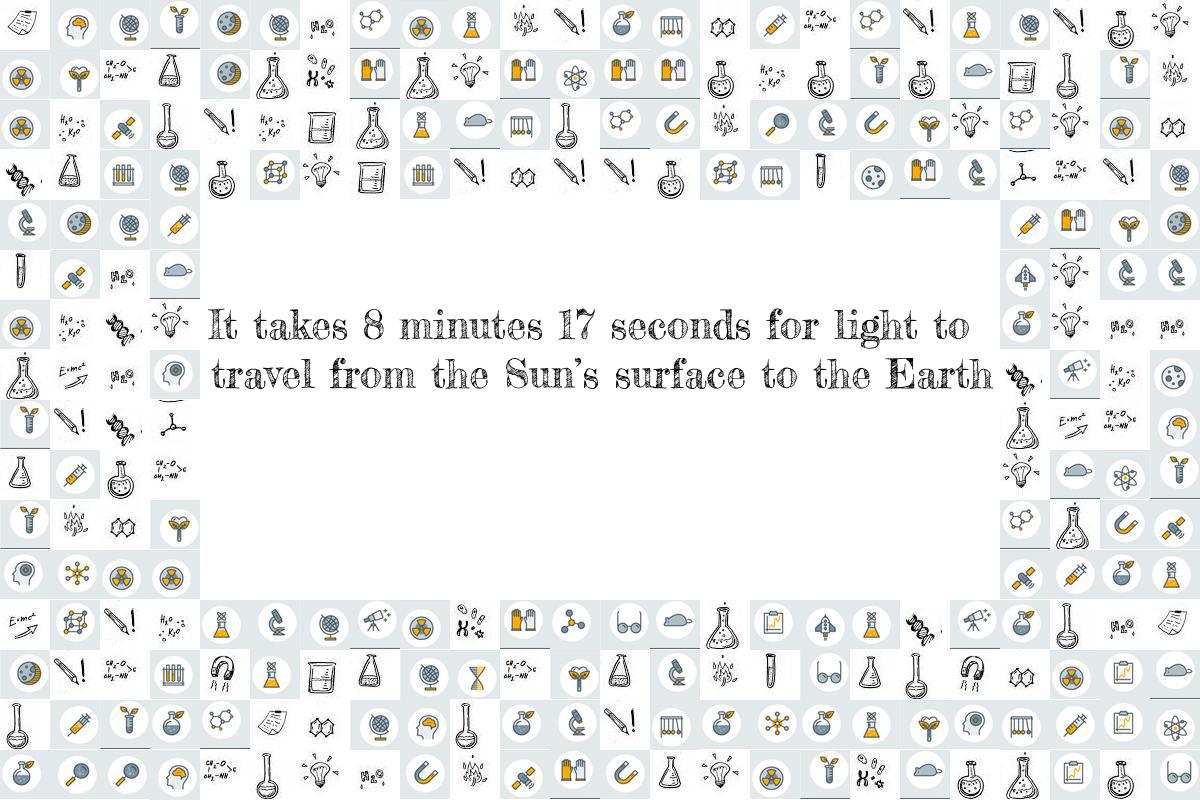 It takes 8 minutes 17 seconds for light to
travel from the Sun's surface to the Earth